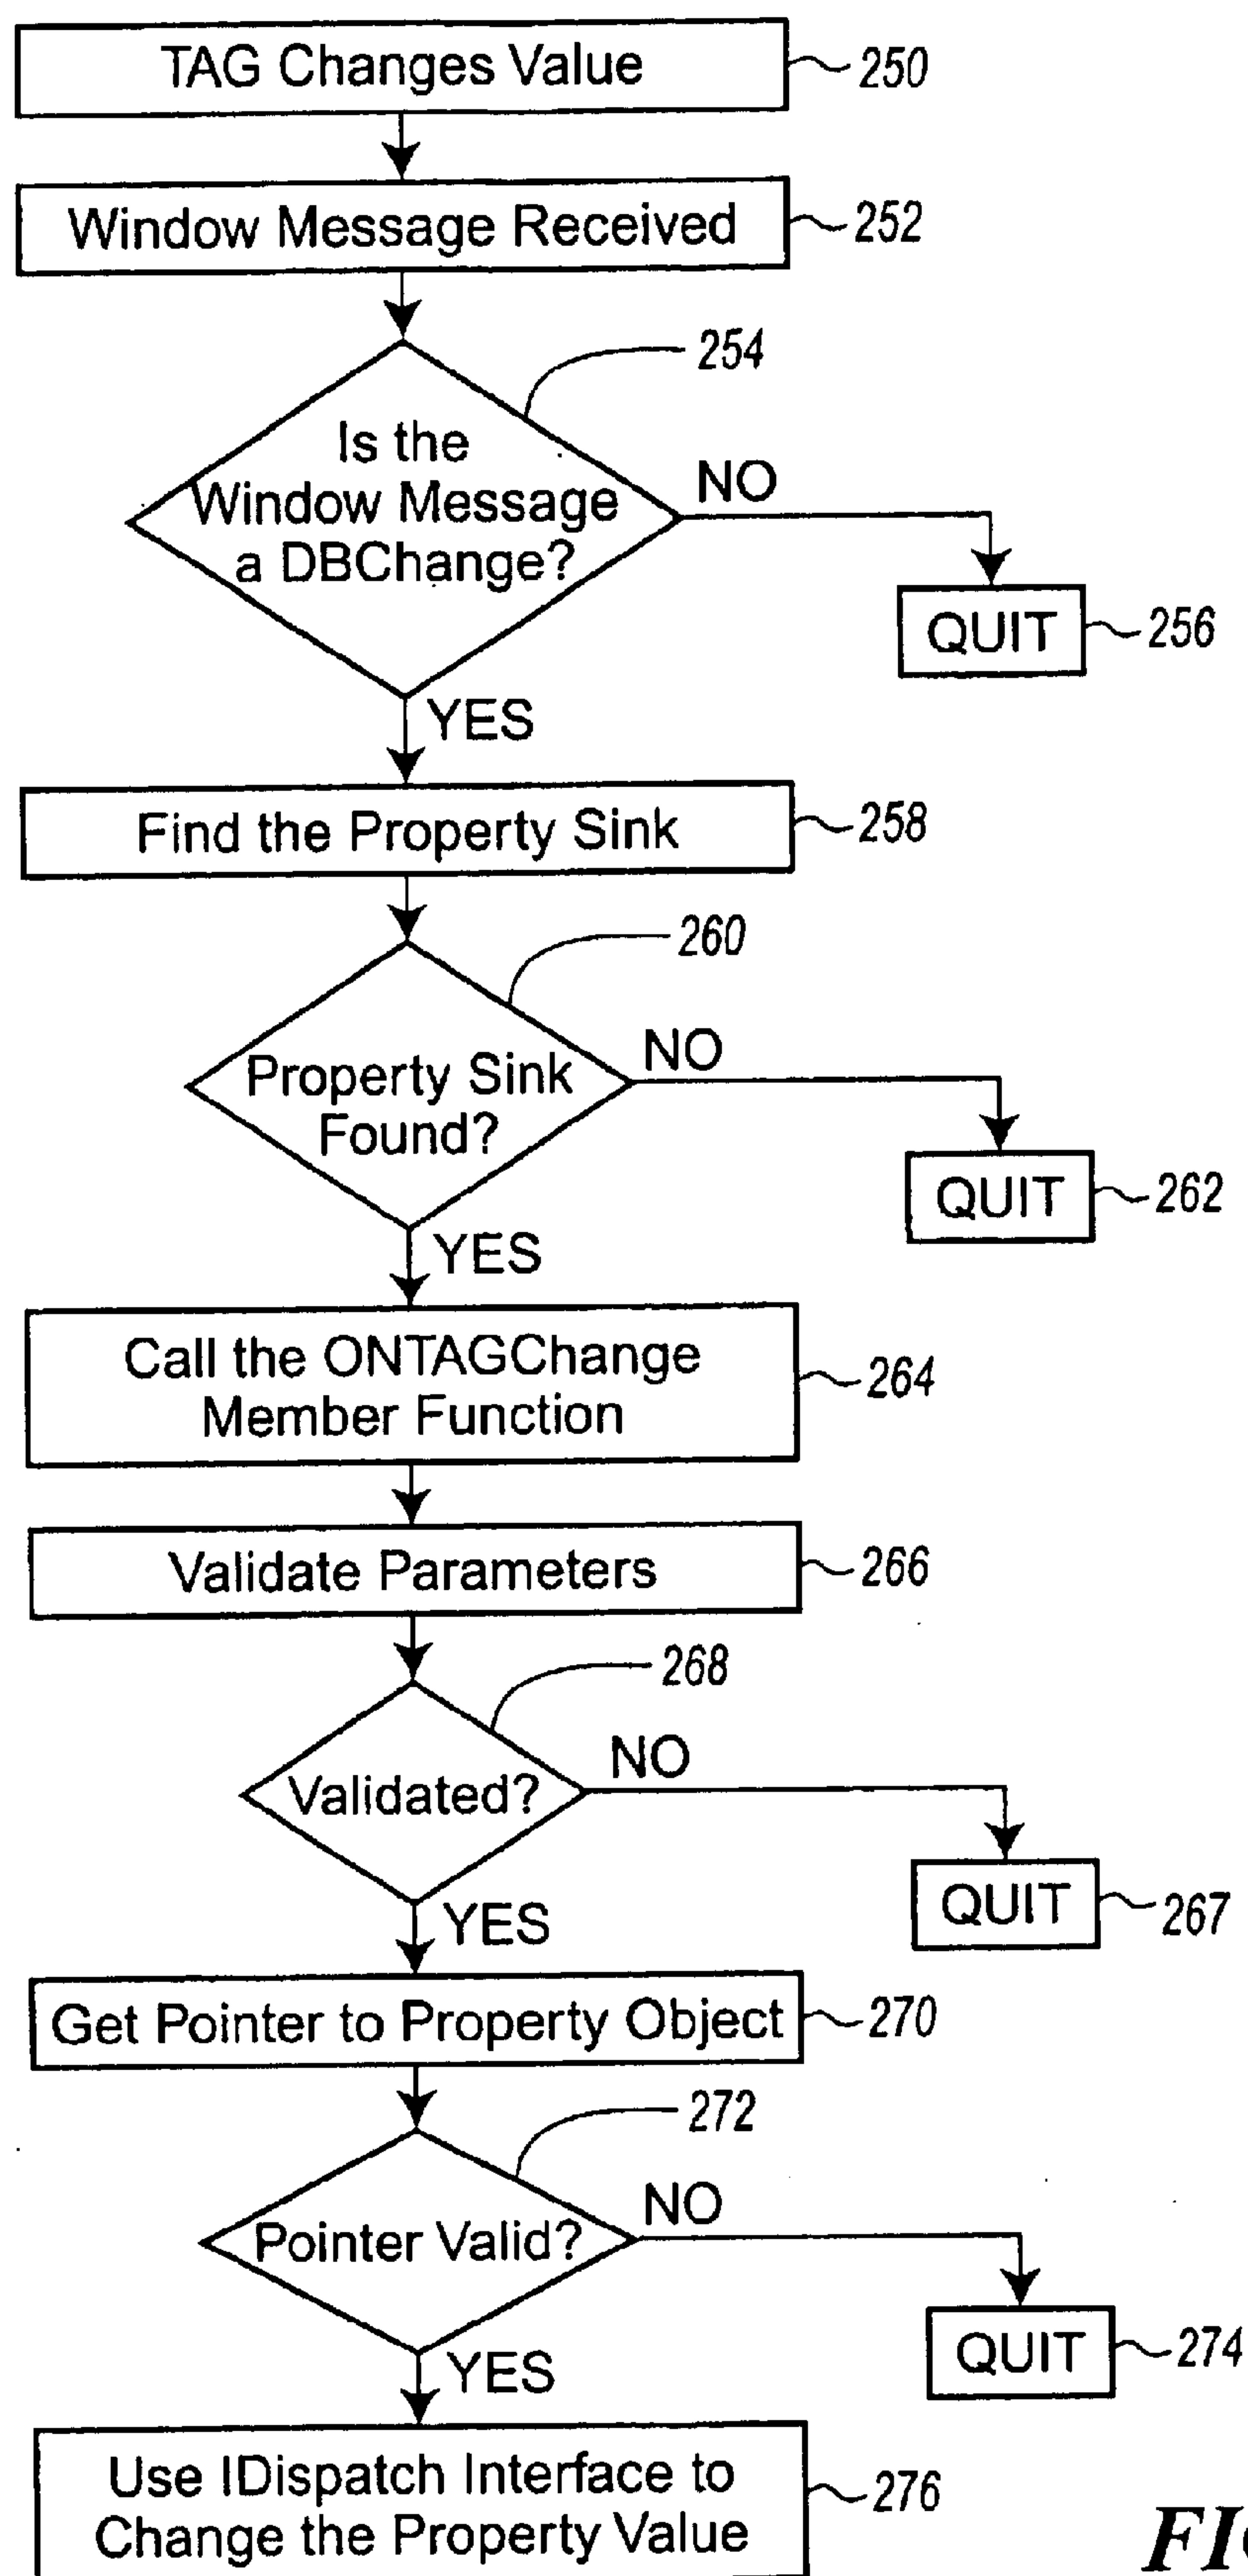 TAG Changes Value
250
Window Message Received
252
254
Is the
Window Message
a DBChange?
NO
QUIT
256
YES
Find the Property Sink
258
260
Property Sink
Found?
NO
QUIT
262
YES
Call the ONTAGChange
Member Function
264
Validate Parameters
266
268
Validated?
NO
QUIT
267
YES
Get Pointer to Property Object
270
272
Pointer Valid?
NO
QUIT
274
YES
Use IDispatch Interface to
Change the Property Value
276